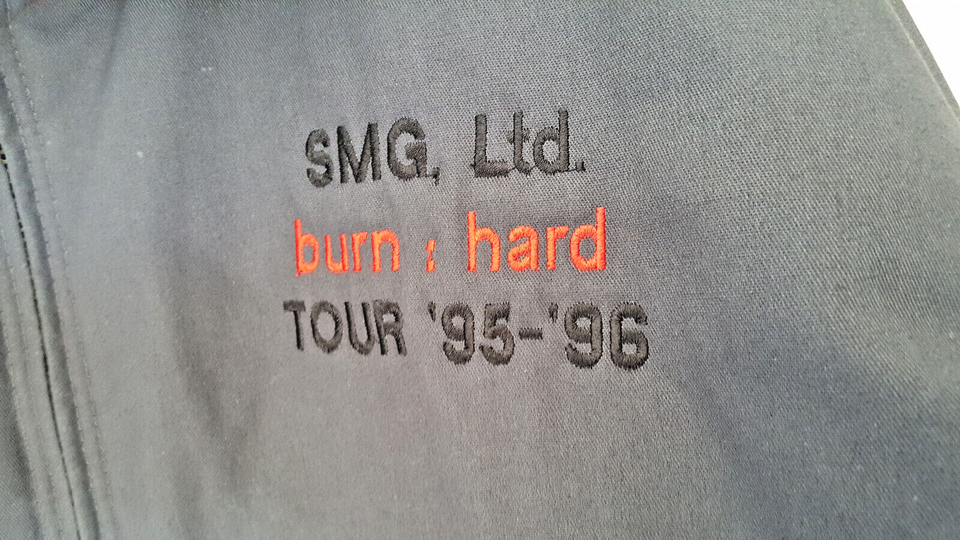 SMG, Ltd.
burn : hard
TOUR '95-'96